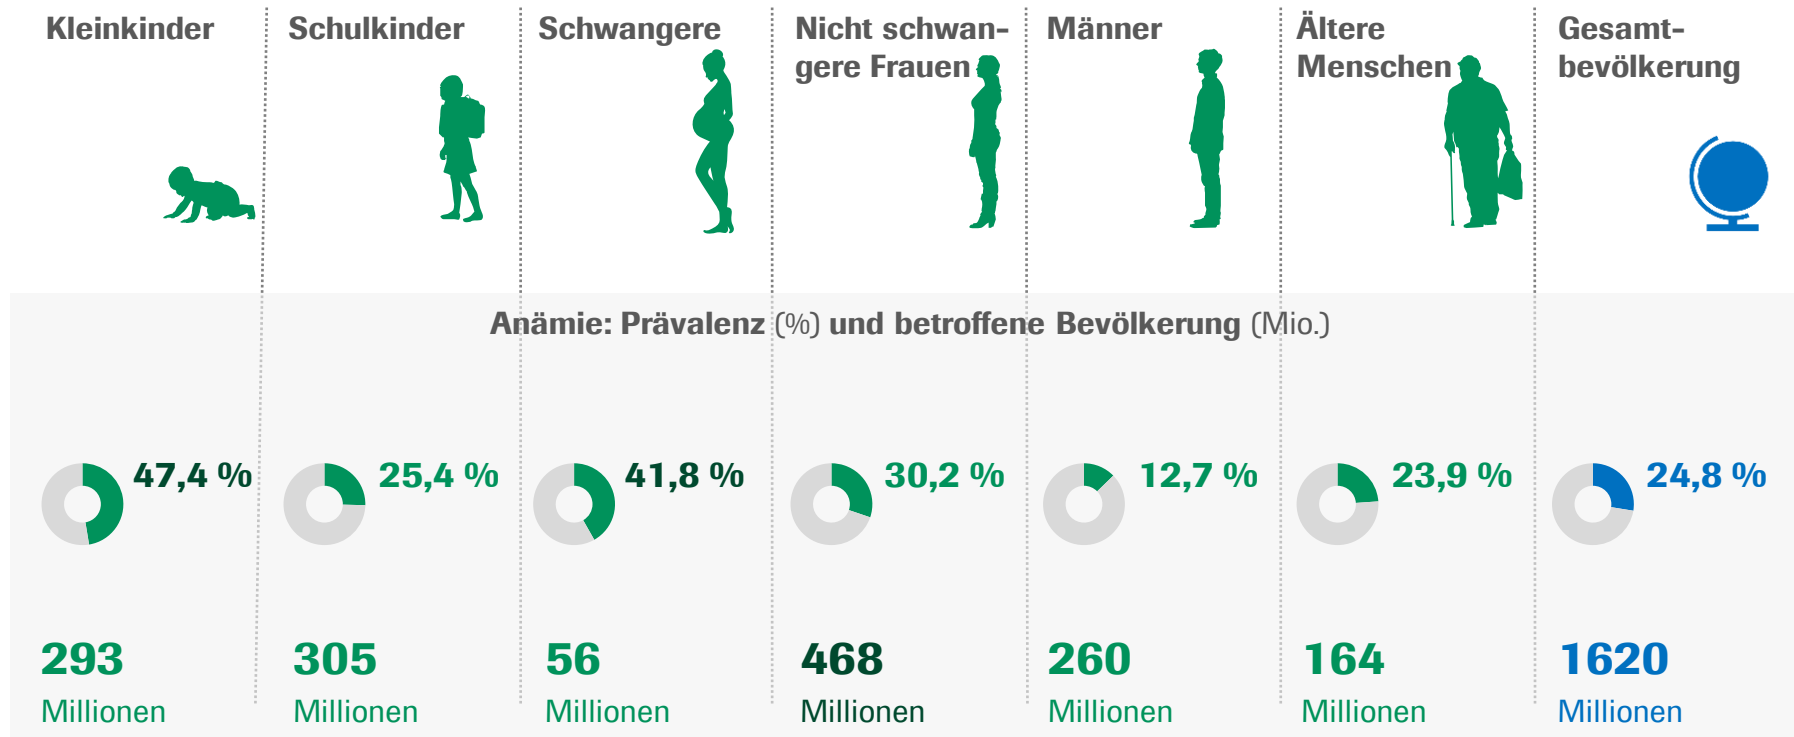 Kleinkinder
Schulkinder
Schwangere
Nicht schwan-
gere Frauen
Männer
Ältere
Menschen
Gesamt-
bevölkerung
Anämie: Prävalenz (%) und betroffene Bevölkerung (Mio.)
47,4 %
25,4 %
41,8 %
30,2 %
12,7 %
23,9 %
24,8 %
293
Millionen
305
Millionen
56
Millionen
468
Millionen
260
Millionen
164
Millionen
1620
Millionen